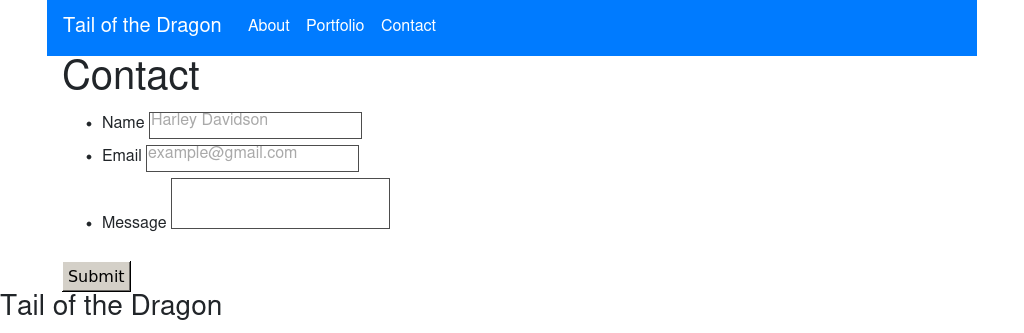 Tail of the Dragon About Portfolio Contact
Contact
Name Harley Davidson
Email example@gmail.com
Message
Submit
Tail of the Dragon